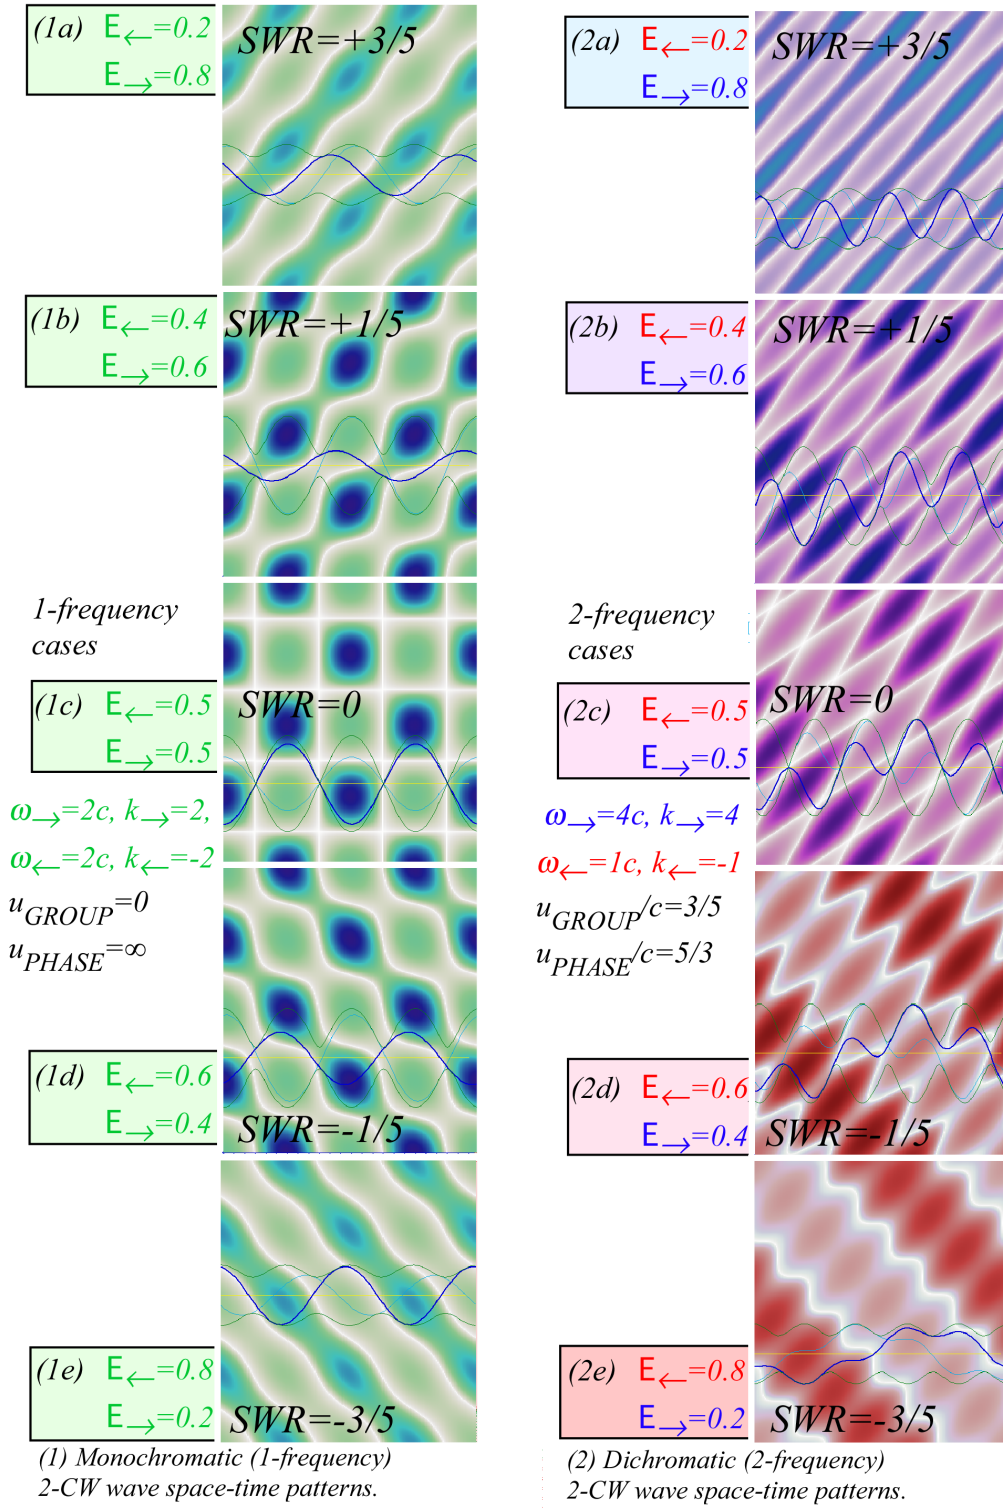 (1a) E←=0.2
E→=0.8
SWR=+3/5
(1b) E←=0.4
E→=0.6
SWR=+1/5
1-frequency
cases
(1c) E←=0.5
E→=0.5
SWR=0
ω→=2c, k→=2,
ω←=2c, k←=-2
uGROUP=0
uPHASE=∞
(1d) E←=0.6
E→=0.4
SWR=-1/5
(1e) E←=0.8
E→=0.2
SWR=-3/5
(1) Monochromatic (1-frequency)
2-CW wave space-time patterns.
(2a) E←=0.2
E→=0.8
SWR=+3/5
(2b) E←=0.4
E→=0.6
SWR=+1/5
2-frequency
cases
(2c) E←=0.5
E→=0.5
SWR=0
ω→=4c, k→=4
ω←=1c, k←=-1
uGROUP/c=3/5
uPHASE/c=5/3
(2d) E←=0.6
E→=0.4
SWR=-1/5
(2e) E←=0.8
E→=0.2
SWR=-3/5
(2) Dichromatic (2-frequency)
2-CW wave space-time patterns.